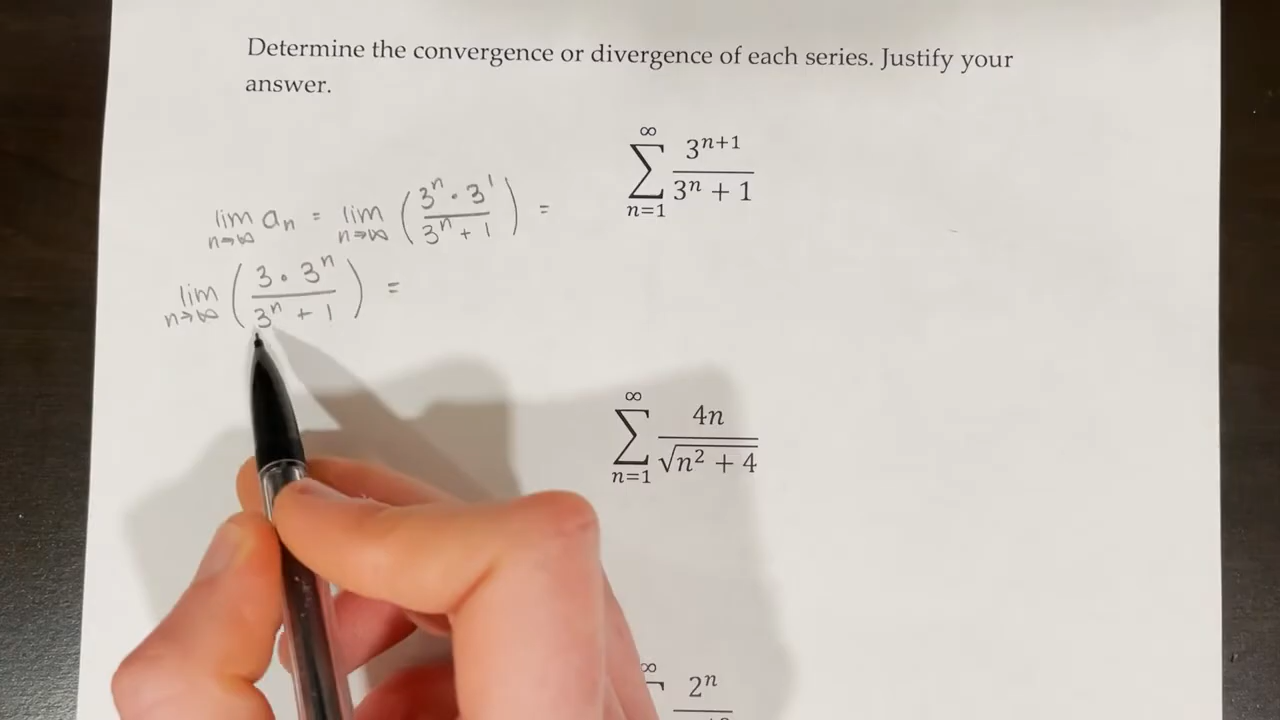 Determine the convergence or divergence of each series. Justify your
answer.
∞
∑ 3ⁿ⁺¹ / 3ⁿ + 1
n=1
lim n→∞ aₙ = lim n→∞ ( 3ⁿ · 3¹ / 3ⁿ + 1 ) =
lim n→∞ ( 3 · 3ⁿ / 3ⁿ + 1 ) =
∞
∑ 4n / √(n² + 4)
n=1
∞
2ⁿ